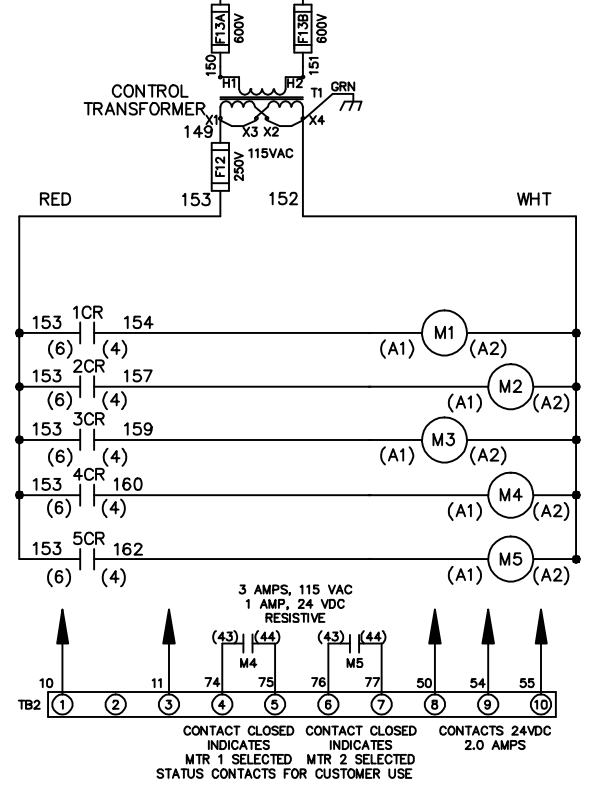 F13A 600V F13B 600V
150 151
H1 H2
T1 GRN
CONTROL
TRANSFORMER
X1 X3 X2 X4
149
115VAC
F12 250V
RED 153 152 WHT
1CR
153 154 M1
(6) (4) (A1) (A2)
2CR
153 157 M2
(6) (4) (A1) (A2)
3CR
153 159 M3
(6) (4) (A1) (A2)
4CR
153 160 M4
(6) (4) (A1) (A2)
5CR
153 162 M5
(6) (4) (A1) (A2)
3 AMPS, 115 VAC
1 AMP, 24 VDC
RESISTIVE
(43) (44) (43) (44)
M4 M5
10 11 74 75 76 77 50 54 55
TB2 1 2 3 4 5 6 7 8 9 10
CONTACT CLOSED CONTACT CLOSED CONTACTS 24VDC
INDICATES INDICATES 2.0 AMPS
MTR 1 SELECTED MTR 2 SELECTED
STATUS CONTACTS FOR CUSTOMER USE